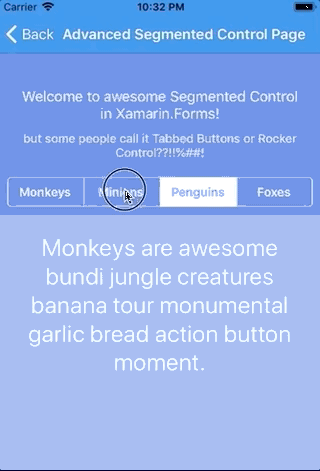 Carrier 10:32 PM
Back Advanced Segmented Control Page
Welcome to awesome Segmented Control
in Xamarin.Forms!
but some people call it Tabbed Buttons or Rocker
Control??!!%##!
Monkeys Minions Penguins Foxes
Monkeys are awesome
bundi jungle creatures
banana tour monumental
garlic bread action button
moment.